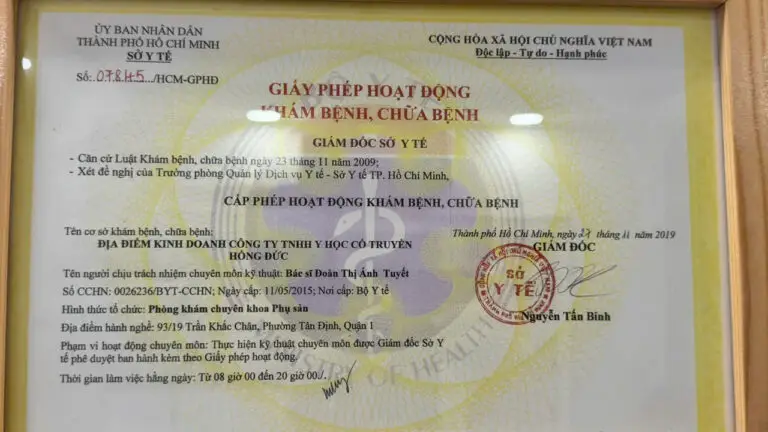 ỦY BAN NHÂN DÂN
THÀNH PHỐ HỒ CHÍ MINH
SỞ Y TẾ
Số: 07845/HCM-GPHĐ
CỘNG HÒA XÃ HỘI CHỦ NGHĨA VIỆT NAM
Độc lập - Tự do - Hạnh phúc
GIẤY PHÉP HOẠT ĐỘNG
KHÁM BỆNH, CHỮA BỆNH
GIÁM ĐỐC SỞ Y TẾ
- Căn cứ Luật Khám bệnh, chữa bệnh ngày 23 tháng 11 năm 2009;
- Xét đề nghị của Trưởng phòng Quản lý Dịch vụ Y tế - Sở Y tế TP. Hồ Chí Minh,
CẤP PHÉP HOẠT ĐỘNG KHÁM BỆNH, CHỮA BỆNH
Tên cơ sở khám bệnh, chữa bệnh:
ĐỊA ĐIỂM KINH DOANH CÔNG TY TNHH Y HỌC CỔ TRUYỀN
HỒNG ĐỨC
Tên người chịu trách nhiệm chuyên môn kỹ thuật: Bác sĩ Đoàn Thị Ánh Tuyết
Số CCHN: 0026236/BYT-CCHN; Ngày cấp: 11/05/2015; Nơi cấp: Bộ Y tế
Hình thức tổ chức: Phòng khám chuyên khoa Phụ sản
Địa điểm hành nghề: 93/19 Trần Khắc Chân, Phường Tân Định, Quận 1
Phạm vi hoạt động chuyên môn: Thực hiện kỹ thuật chuyên môn được Giám đốc Sở Y
tế phê duyệt ban hành kèm theo Giấy phép hoạt động.
Thời gian làm việc hằng ngày: Từ 08 giờ 00 đến 20 giờ 00./.
Thành phố Hồ Chí Minh, ngày 27 tháng 11 năm 2019
GIÁM ĐỐC
SỞ
Y TẾ
Nguyễn Tấn Bỉnh
MINISTRY OF HEALTH